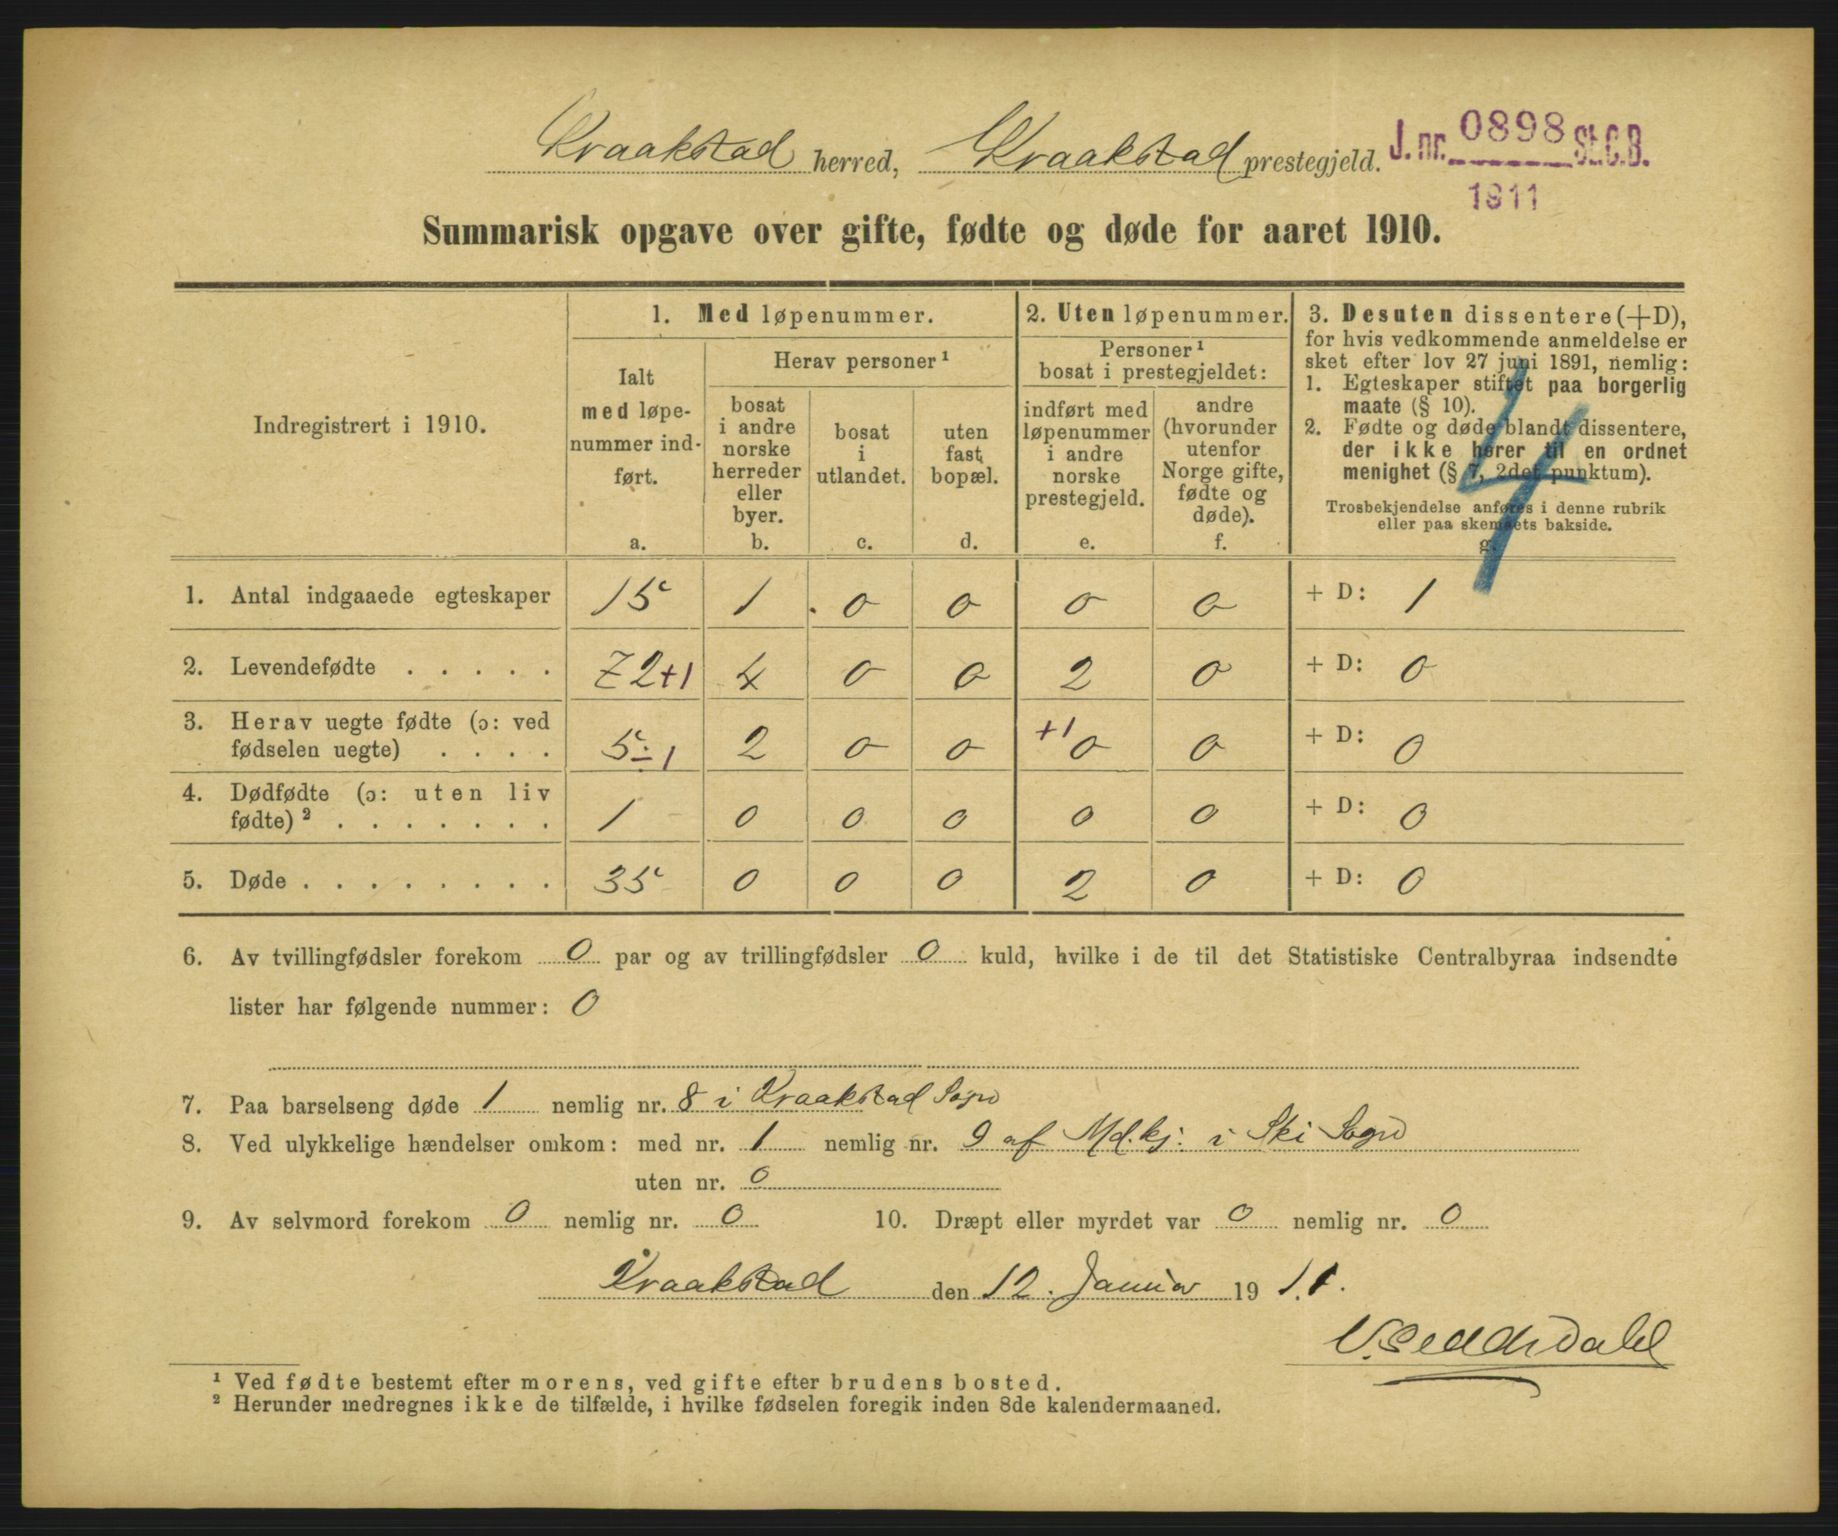 Kraakstad herred, Kraakstad prestegjeld. J. nr. 0898 St.C.B.
1911
Summarisk opgave over gifte, fødte og døde for aaret 1910.
Indregistrert i 1910.
1. Med løpenummer.
Ialt med løpenummer indført.
a.
Herav personer ¹
bosat i andre norske herreder eller byer.
b.
bosat i utlandet.
c.
uten fast bopæl.
d.
2. Uten løpenummer.
Personer ¹ bosat i prestegjeldet:
indført med løpenummer i andre norske prestegjeld.
e.
andre (hvorunder utenfor Norge gifte, fødte og døde).
f.
3. Desuten dissentere (+D),
for hvis vedkommende anmeldelse er
sket efter lov 27 juni 1891, nemlig:
1. Egteskaper stiftet paa borgerlig
maate (§ 10).
2. Fødte og døde blandt dissentere,
der ikke hører til en ordnet
menighet (§ 7, 2det punktum).
Trosbekjendelse anføres i denne rubrik
eller paa skemaets bakside.
g.
4
1. Antal indgaaede egteskaper 15 1 0 0 0 0 + D: 1
2. Levendefødte . . . . . 72+1 4 0 0 2 0 + D: 0
3. Herav uegte fødte (ɔ: ved
fødselen uegte) . . . . 5÷1 2 0 0 +1 0 0 + D: 0
4. Dødfødte (ɔ: uten liv
fødte) ² . . . . . . . 1 0 0 0 0 0 + D: 0
5. Døde . . . . . . . . 35 0 0 0 2 0 + D: 0
6. Av tvillingfødsler forekom 0 par og av trillingfødsler 0 kuld, hvilke i de til det Statistiske Centralbyraa indsendte
lister har følgende nummer: 0
7. Paa barselseng døde 1 nemlig nr. 8 i Kraakstad Sogn
8. Ved ulykkelige hændelser omkom: med nr. 1 nemlig nr. 9 af Md.kj: i Ski Sogn
uten nr. 0
9. Av selvmord forekom 0 nemlig nr. 0 10. Dræpt eller myrdet var 0 nemlig nr. 0
Kraakstad den 12. Januar 1911.
¹ Ved fødte bestemt efter morens, ved gifte efter brudens bosted.
² Herunder medregnes ikke de tilfælde, i hvilke fødselen foregik inden 8de kalendermaaned.